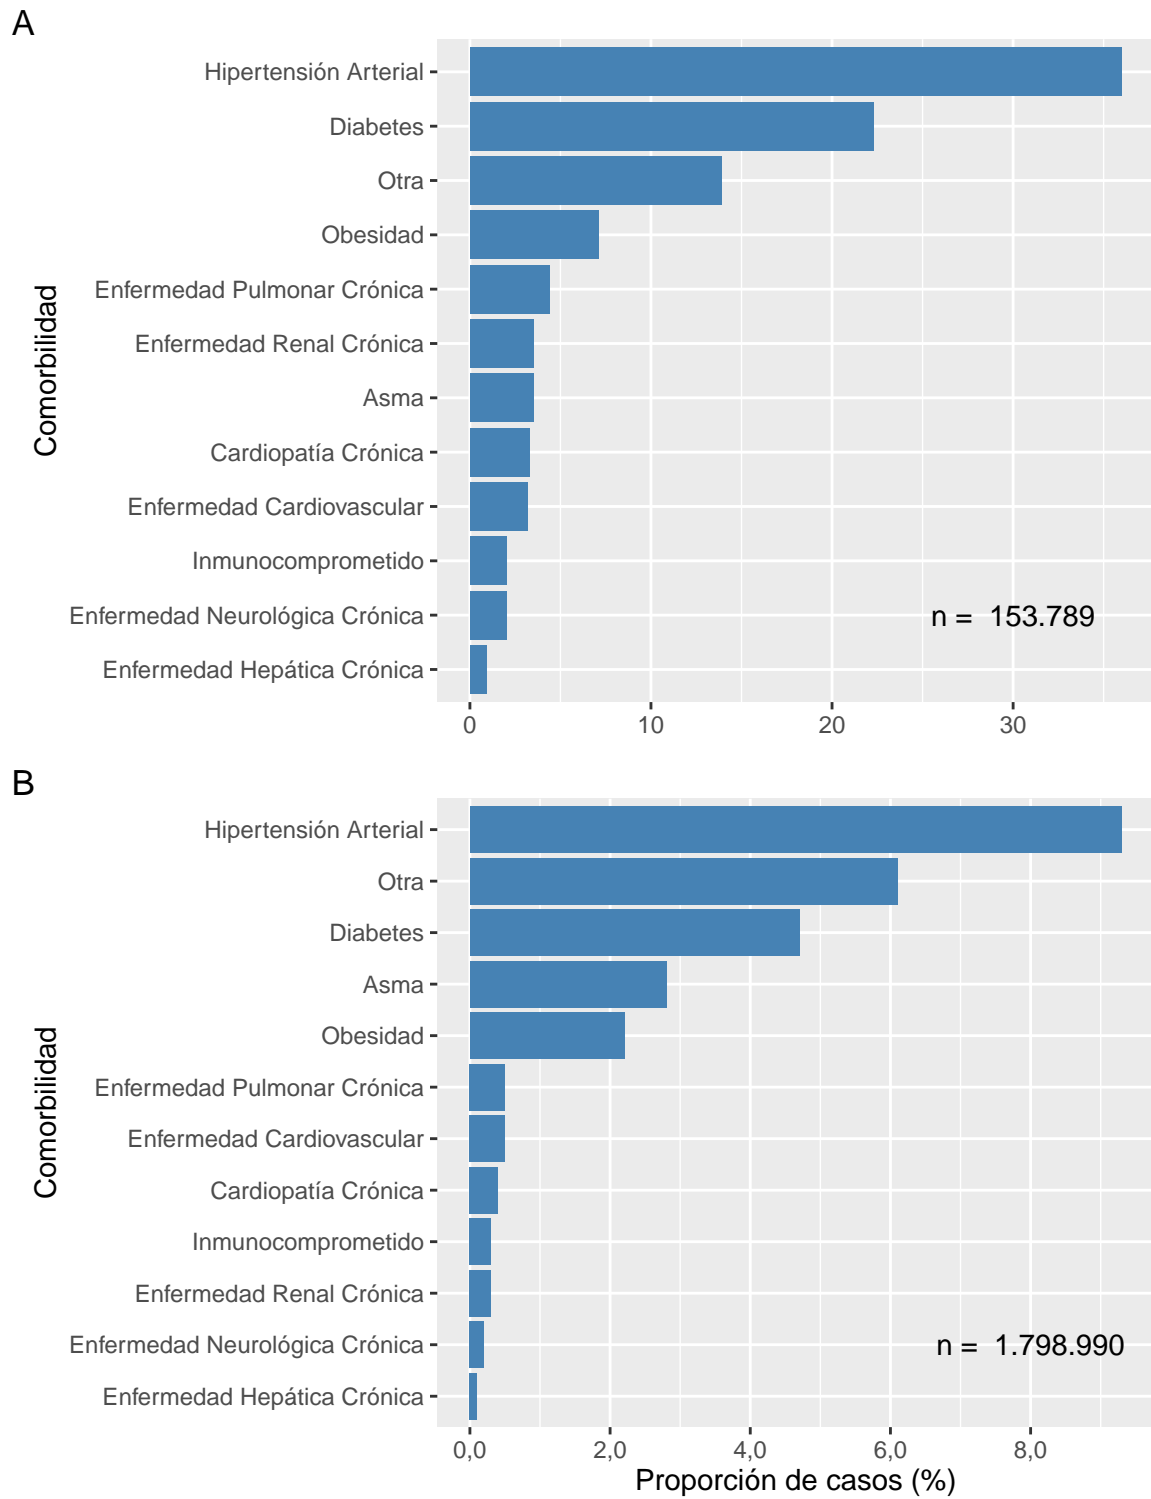 A
Hipertensión Arterial
Diabetes
Otra
Obesidad
Enfermedad Pulmonar Crónica
Enfermedad Renal Crónica
Asma
Cardiopatía Crónica
Enfermedad Cardiovascular
Inmunocomprometido
Enfermedad Neurológica Crónica
Enfermedad Hepática Crónica
Comorbilidad
n = 153.789
0 10 20 30
B
Hipertensión Arterial
Otra
Diabetes
Asma
Obesidad
Enfermedad Pulmonar Crónica
Enfermedad Cardiovascular
Cardiopatía Crónica
Inmunocomprometido
Enfermedad Renal Crónica
Enfermedad Neurológica Crónica
Enfermedad Hepática Crónica
Comorbilidad
n = 1.798.990
0,0 2,0 4,0 6,0 8,0
Proporción de casos (%)